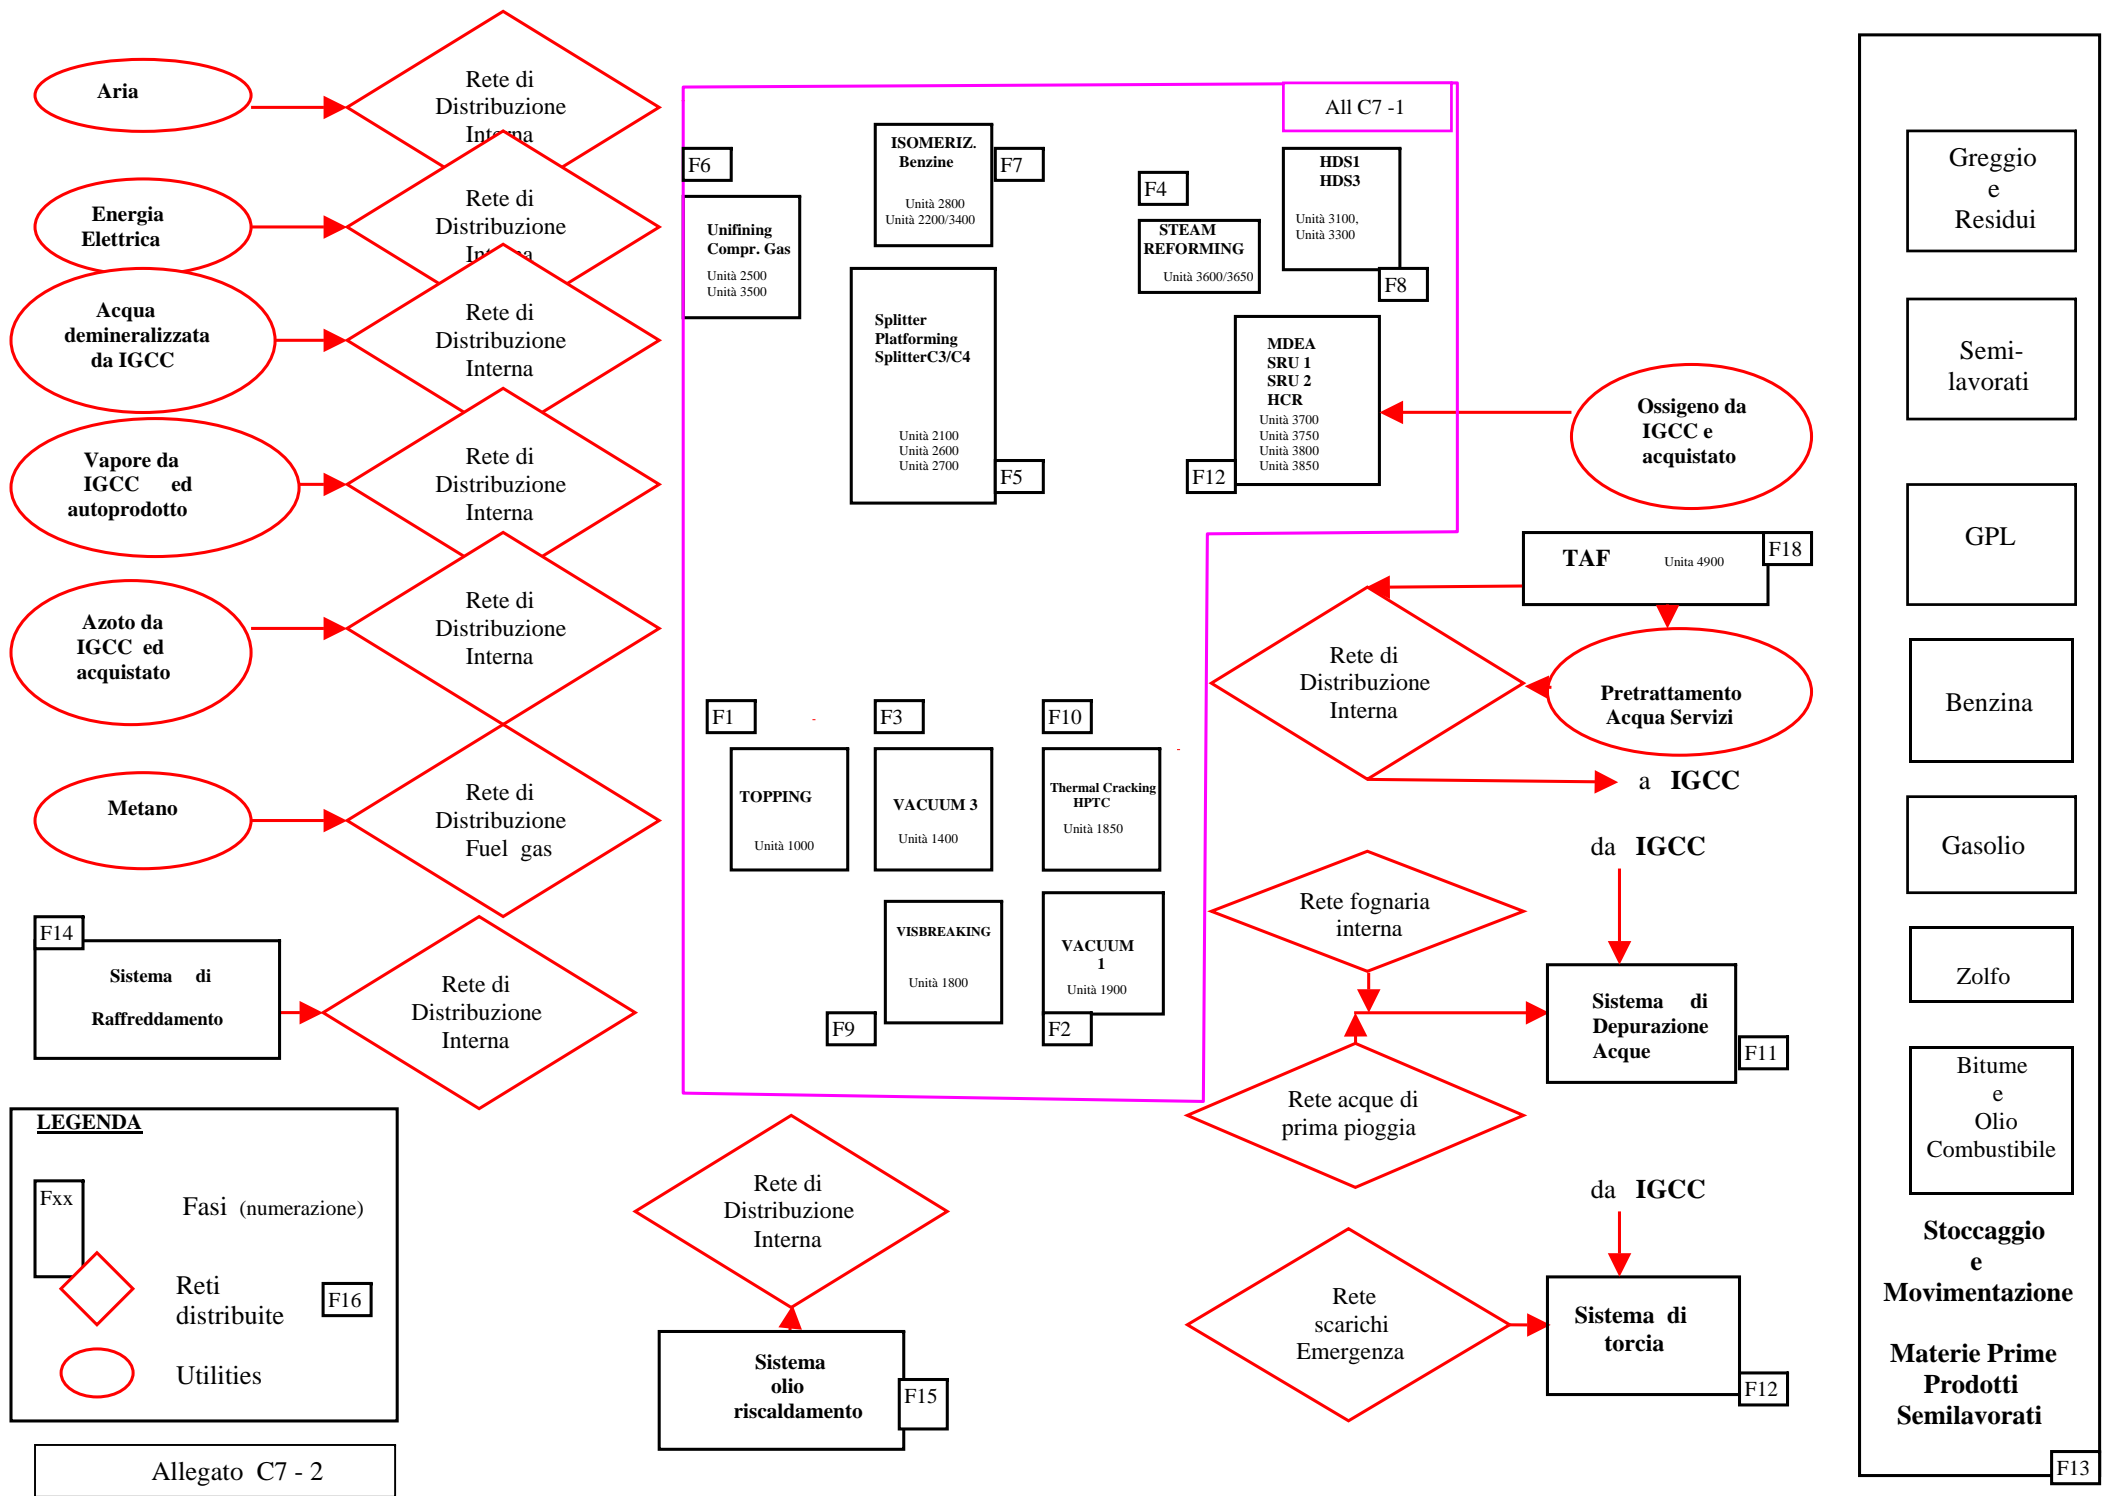 Aria
Rete di
Distribuzione
Interna
Energia
Elettrica
Rete di
Distribuzione
Interna
Acqua
demineralizzata
da IGCC
Rete di
Distribuzione
Interna
Vapore da
IGCC ed
autoprodotto
Rete di
Distribuzione
Interna
Azoto da
IGCC ed
acquistato
Rete di
Distribuzione
Interna
Metano
Rete di
Distribuzione
Fuel gas
F14
Sistema di
Raffreddamento
Rete di
Distribuzione
Interna
LEGENDA
Fxx
Fasi (numerazione)
Reti
distribuite
F16
Utilities
Allegato C7 - 2
All C7 -1
F6
Unifining
Compr. Gas
Unità 2500
Unità 3500
ISOMERIZ.
Benzine
Unità 2800
Unità 2200/3400
F7
Splitter
Platforming
SplitterC3/C4
Unità 2100
Unità 2600
Unità 2700
F5
F4
STEAM
REFORMING
Unità 3600/3650
HDS1
HDS3
Unità 3100,
Unità 3300
F8
MDEA
SRU 1
SRU 2
HCR
Unità 3700
Unità 3750
Unità 3800
Unità 3850
F12
Ossigeno da
IGCC e
acquistato
F1
TOPPING
Unità 1000
F3
VACUUM 3
Unità 1400
F10
Thermal Cracking
HPTC
Unità 1850
VISBREAKING
Unità 1800
F9
VACUUM
1
Unità 1900
F2
TAF Unita 4900
F18
Rete di
Distribuzione
Interna
Pretrattamento
Acqua Servizi
a IGCC
da IGCC
Rete fognaria
interna
Sistema di
Depurazione
Acque
F11
Rete acque di
prima pioggia
da IGCC
Rete
scarichi
Emergenza
Sistema di
torcia
F12
Rete di
Distribuzione
Interna
Sistema
olio
riscaldamento
F15
Greggio
e
Residui
Semi-
lavorati
GPL
Benzina
Gasolio
Zolfo
Bitume
e
Olio
Combustibile
Stoccaggio
e
Movimentazione
Materie Prime
Prodotti
Semilavorati
F13